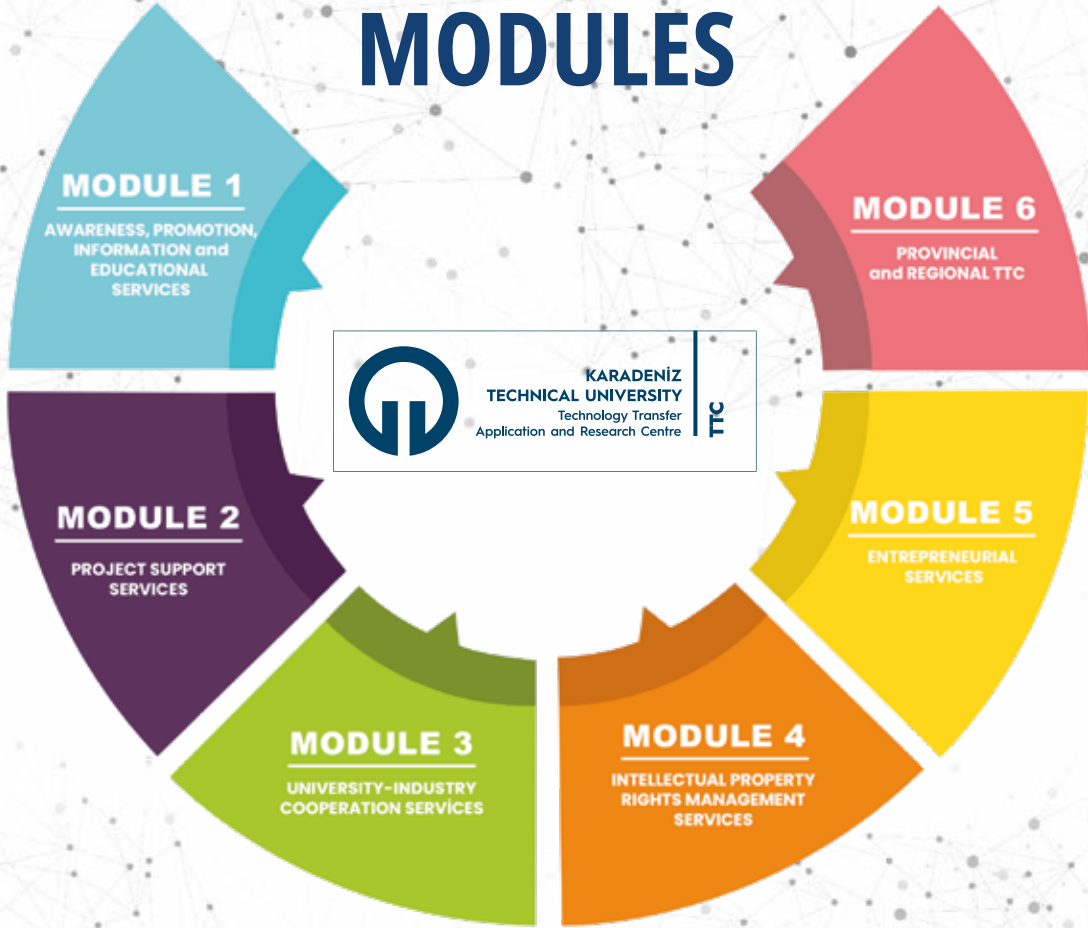 MODULES
MODULE 1
AWARENESS, PROMOTION,
INFORMATION and
EDUCATIONAL
SERVICES
MODULE 2
PROJECT SUPPORT
SERVICES
MODULE 3
UNIVERSITY-INDUSTRY
COOPERATION SERVİCES
MODULE 4
INTELLECTUAL PROPERTY
RIGHTS MANAGEMENT
SERVICES
MODULE 5
ENTREPRENEURIAL
SERVICES
MODULE 6
PROVINCIAL
and REGIONAL TTC
KARADENİZ
TECHNICAL UNIVERSITY
Technology Transfer
Application and Research Centre
TTC